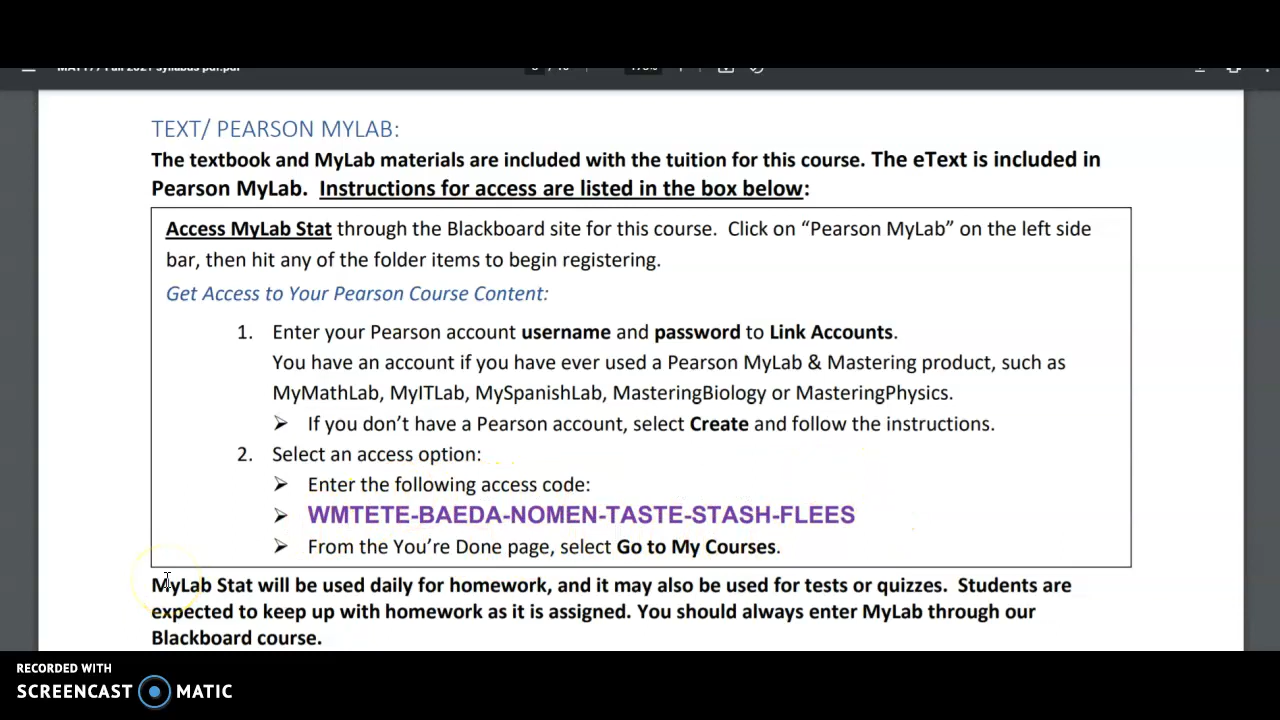 TEXT/ PEARSON MYLAB:
The textbook and MyLab materials are included with the tuition for this course. The eText is included in
Pearson MyLab. Instructions for access are listed in the box below:
Access MyLab Stat through the Blackboard site for this course. Click on “Pearson MyLab” on the left side
bar, then hit any of the folder items to begin registering.
Get Access to Your Pearson Course Content:
1. Enter your Pearson account username and password to Link Accounts.
You have an account if you have ever used a Pearson MyLab & Mastering product, such as
MyMathLab, MyITLab, MySpanishLab, MasteringBiology or MasteringPhysics.
➢ If you don’t have a Pearson account, select Create and follow the instructions.
2. Select an access option:
➢ Enter the following access code:
➢ WMTETE-BAEDA-NOMEN-TASTE-STASH-FLEES
➢ From the You’re Done page, select Go to My Courses.
MyLab Stat will be used daily for homework, and it may also be used for tests or quizzes. Students are
expected to keep up with homework as it is assigned. You should always enter MyLab through our
Blackboard course.
RECORDED WITH
SCREENCAST MATIC